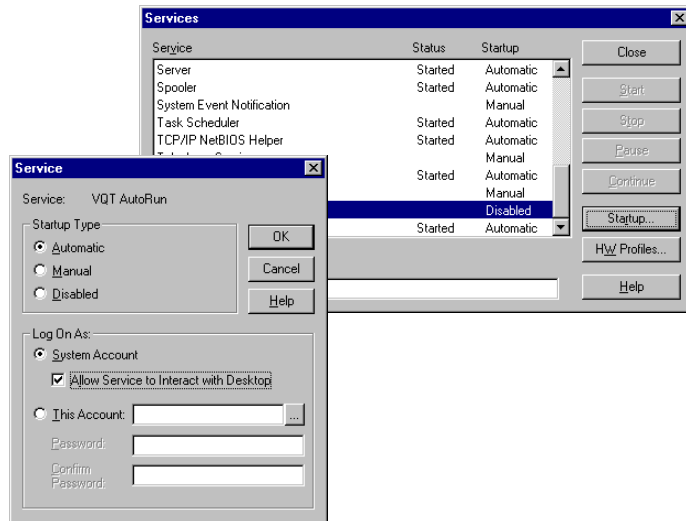 Services
Service Status Startup
Server Started Automatic
Spooler Started Automatic
System Event Notification Manual
Task Scheduler Started Automatic
TCP/IP NetBIOS Helper Started Automatic
Manual
Started Automatic
Manual
Disabled
Started Automatic
Close
Start
Stop
Pause
Continue
Startup...
HW Profiles...
Help
Service
Service: VQT AutoRun
Startup Type
Automatic
Manual
Disabled
OK
Cancel
Help
Log On As:
System Account
Allow Service to Interact with Desktop
This Account:
...
Password:
Confirm
Password: